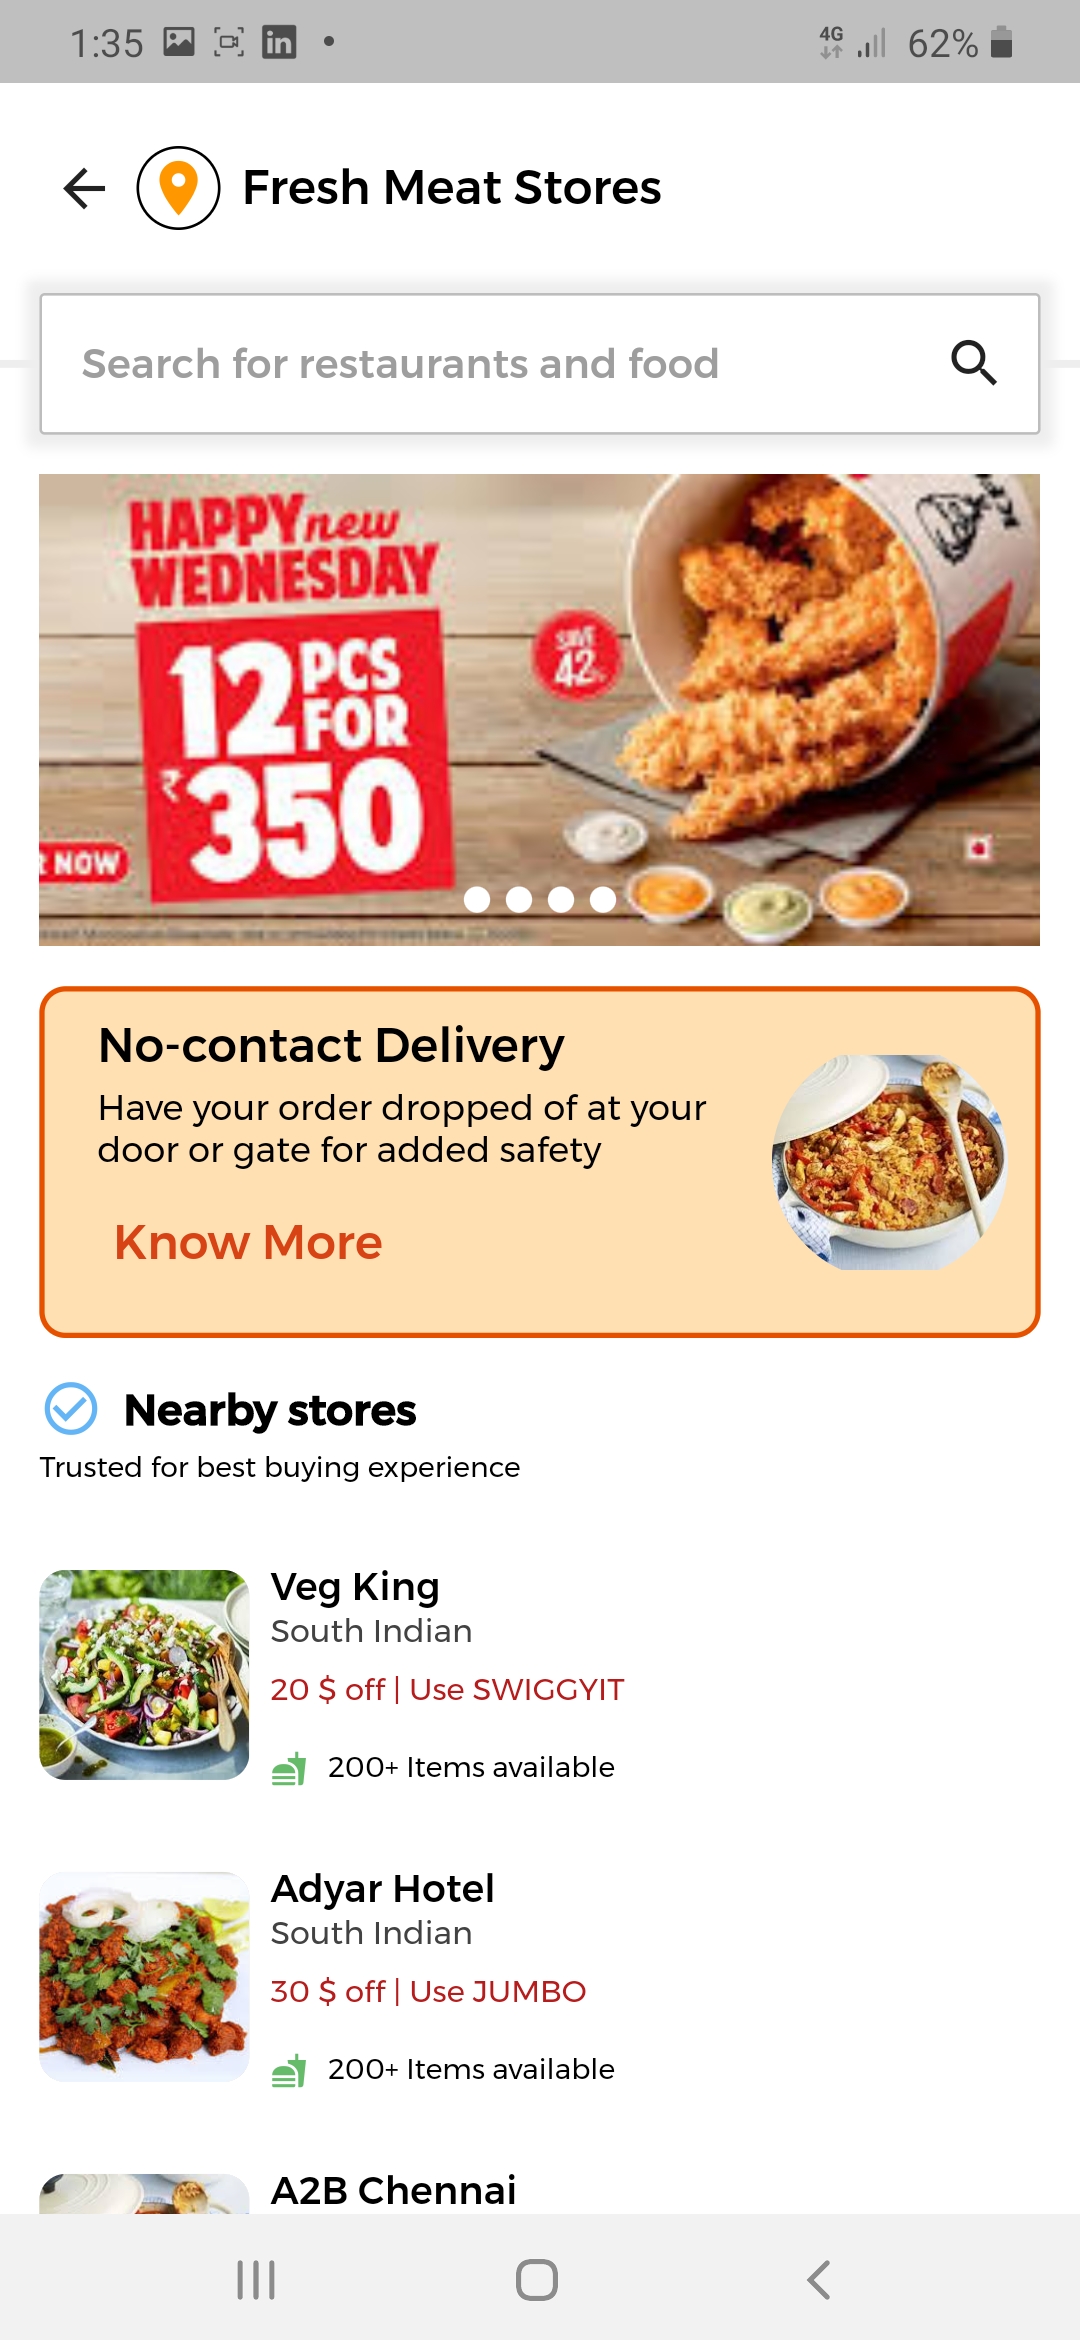 1:35
4G
62%
Fresh Meat Stores
Search for restaurants and food
HAPPY new
WEDNESDAY
12 PCS
FOR
₹350
SAVE
42
KFC
NOW
No-contact Delivery
Have your order dropped of at your
door or gate for added safety
Know More
Nearby stores
Trusted for best buying experience
Veg King
South Indian
20 $ off | Use SWIGGYIT
200+ Items available
Adyar Hotel
South Indian
30 $ off | Use JUMBO
200+ Items available
A2B Chennai